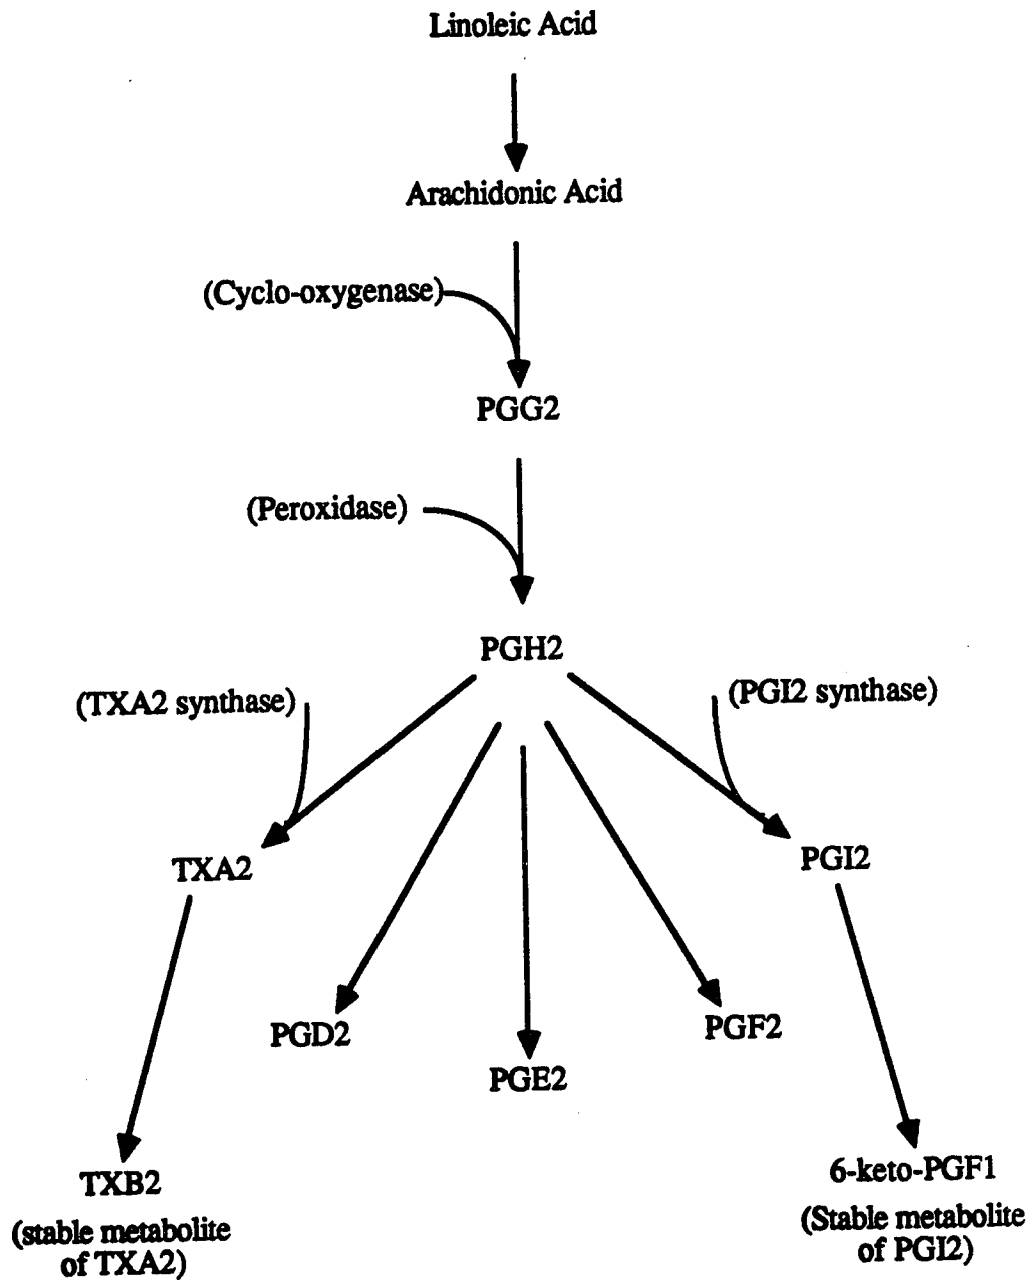 Linoleic Acid
Arachidonic Acid
(Cyclo-oxygenase)
PGG2
(Peroxidase)
PGH2
(TXA2 synthase)
(PGI2 synthase)
TXA2
PGI2
PGD2
PGF2
PGE2
TXB2
(stable metabolite
of TXA2)
6-keto-PGF1
(Stable metabolite
of PGI2)